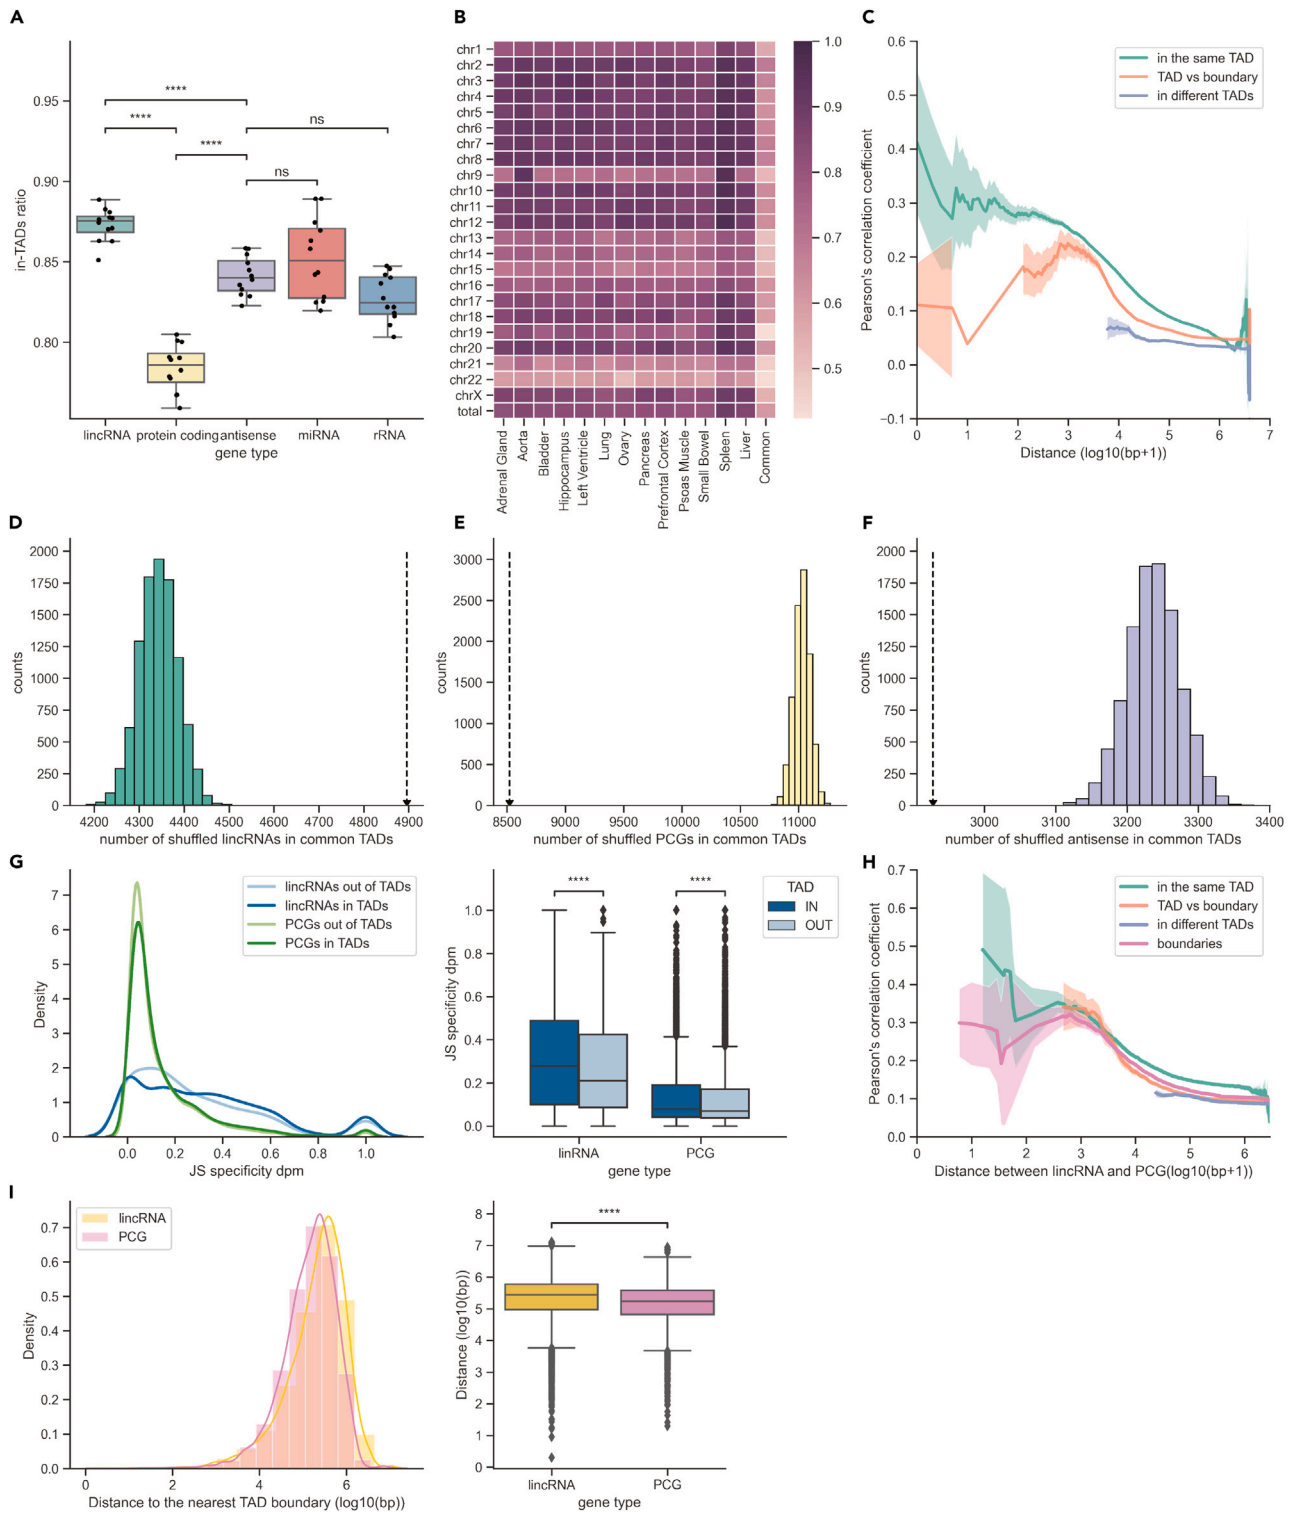 A
0.95
0.90
0.85
0.80
in-TADs ratio
****
****
****
ns
ns
lincRNA protein coding antisense miRNA rRNA
gene type
B
chr1
chr2
chr3
chr4
chr5
chr6
chr7
chr8
chr9
chr10
chr11
chr12
chr13
chr14
chr15
chr16
chr17
chr18
chr19
chr20
chr21
chr22
chrX
total
Adrenal Gland
Aorta
Bladder
Hippocampus
Left Ventricle
Lung
Ovary
Pancreas
Prefrontal Cortex
Psoas Muscle
Small Bowel
Spleen
Liver
Common
1.0
0.9
0.8
0.7
0.6
0.5
C
0.6
0.5
0.4
0.3
0.2
0.1
0.0
−0.1
Pearson's correlation coefficient
in the same TAD
TAD vs boundary
in different TADs
0 1 2 3 4 5 6 7
Distance (log10(bp+1))
D
2000
1750
1500
1250
1000
750
500
250
0
counts
4200 4300 4400 4500 4600 4700 4800 4900
number of shuffled lincRNAs in common TADs
E
3000
2500
2000
1500
1000
500
0
counts
8500 9000 9500 10000 10500 11000
number of shuffled PCGs in common TADs
F
2000
1750
1500
1250
1000
750
500
250
0
counts
3000 3100 3200 3300 3400
number of shuffled antisense in common TADs
G
7
6
5
4
3
2
1
0
Density
lincRNAs out of TADs
lincRNAs in TADs
PCGs out of TADs
PCGs in TADs
0.0 0.2 0.4 0.6 0.8 1.0
JS specificity dpm
1.0
0.8
0.6
0.4
0.2
0.0
JS specificity dpm
****
****
TAD
IN
OUT
linRNA PCG
gene type
H
0.7
0.6
0.5
0.4
0.3
0.2
0.1
0.0
Pearson's correlation coefficient
in the same TAD
TAD vs boundary
in different TADs
boundaries
0 1 2 3 4 5 6
Distance between lincRNA and PCG(log10(bp+1))
I
0.7
0.6
0.5
0.4
0.3
0.2
0.1
0.0
Density
lincRNA
PCG
0 2 4 6
Distance to the nearest TAD boundary (log10(bp))
8
7
6
5
4
3
2
1
0
Distance (log10(bp))
****
lincRNA PCG
gene type